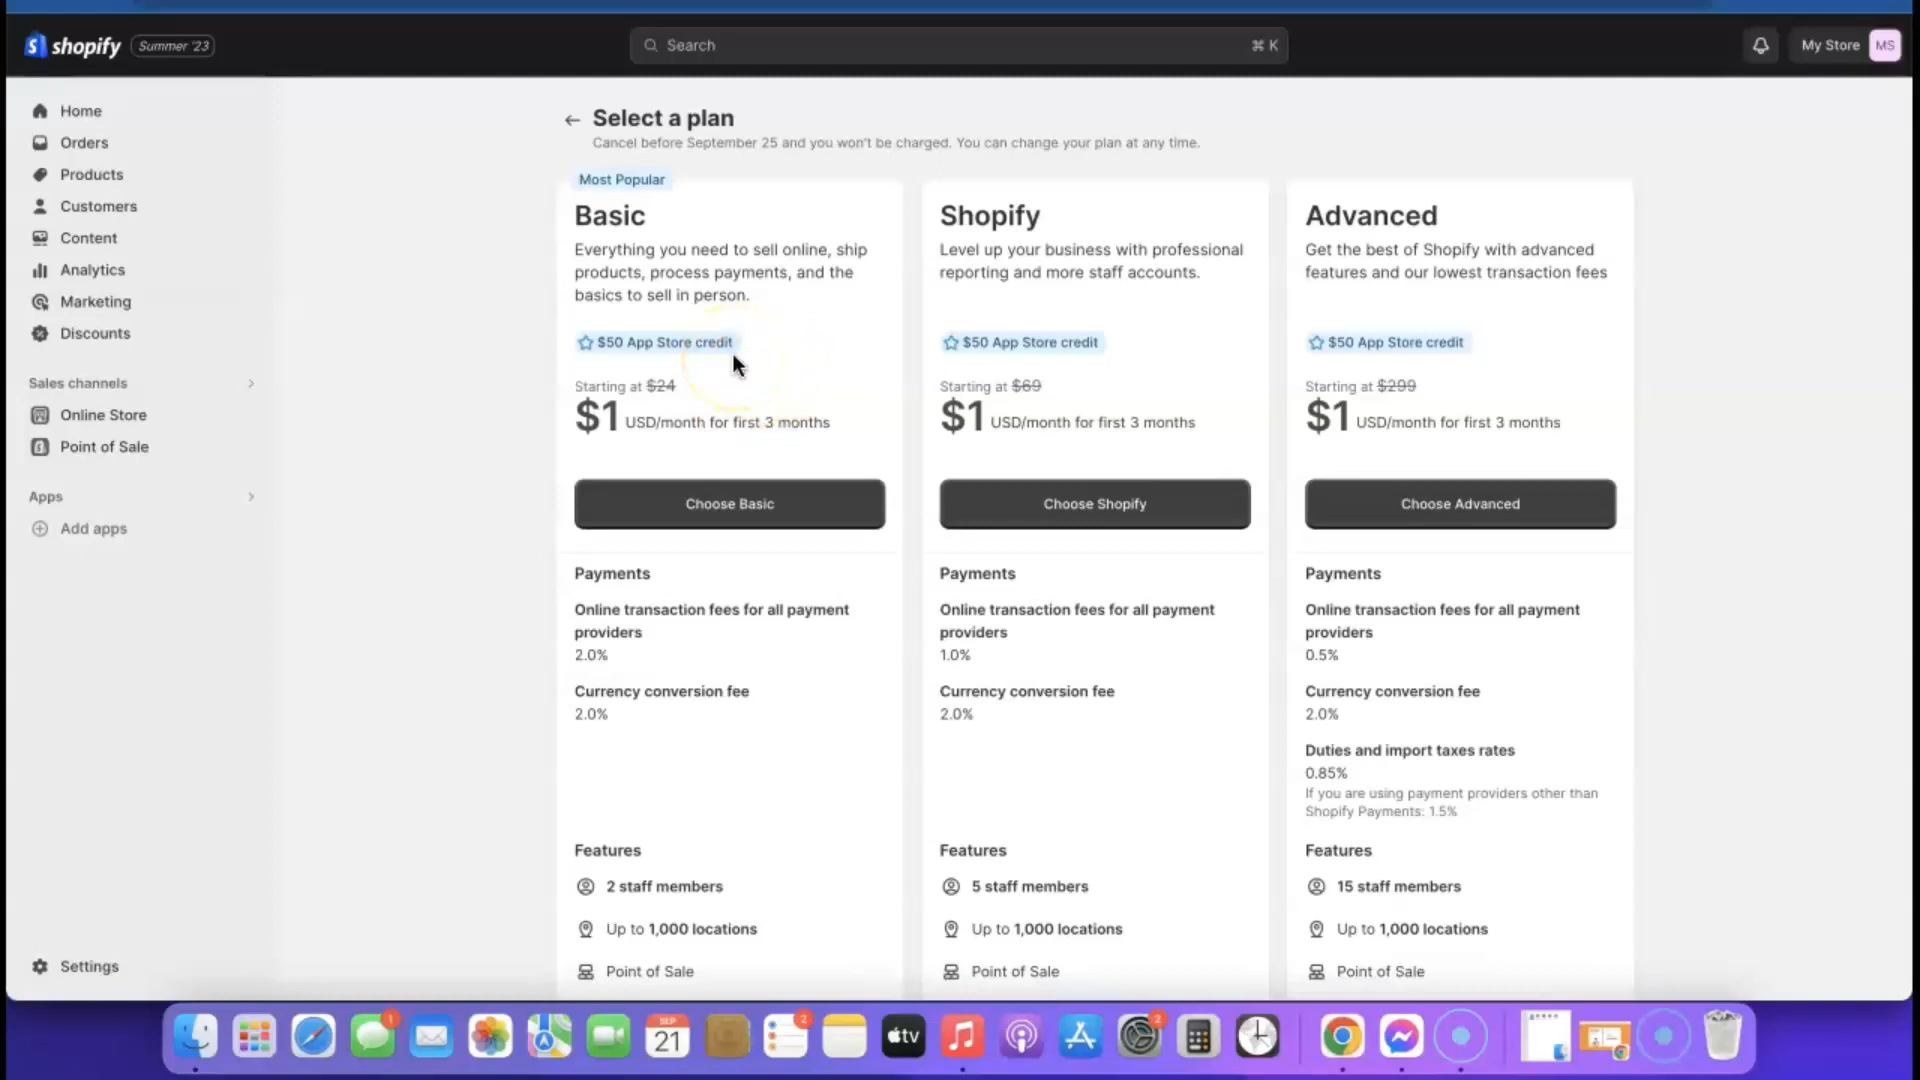 shopify Summer '23
Search ⌘ K
My Store MS
Home
Orders
Products
Customers
Content
Analytics
Marketing
Discounts
Sales channels
Online Store
Point of Sale
Apps
Add apps
Settings
Select a plan
Cancel before September 25 and you won't be charged. You can change your plan at any time.
Most Popular
Basic
Everything you need to sell online, ship
products, process payments, and the
basics to sell in person.
$50 App Store credit
Starting at $24
$1 USD/month for first 3 months
Choose Basic
Payments
Online transaction fees for all payment
providers
2.0%
Currency conversion fee
2.0%
Features
2 staff members
Up to 1,000 locations
Point of Sale
Shopify
Level up your business with professional
reporting and more staff accounts.
$50 App Store credit
Starting at $69
$1 USD/month for first 3 months
Choose Shopify
Payments
Online transaction fees for all payment
providers
1.0%
Currency conversion fee
2.0%
Features
5 staff members
Up to 1,000 locations
Point of Sale
Advanced
Get the best of Shopify with advanced
features and our lowest transaction fees
$50 App Store credit
Starting at $299
$1 USD/month for first 3 months
Choose Advanced
Payments
Online transaction fees for all payment
providers
0.5%
Currency conversion fee
2.0%
Duties and import taxes rates
0.85%
If you are using payment providers other than
Shopify Payments: 1.5%
Features
15 staff members
Up to 1,000 locations
Point of Sale
1
SEP
21
2
tv
2